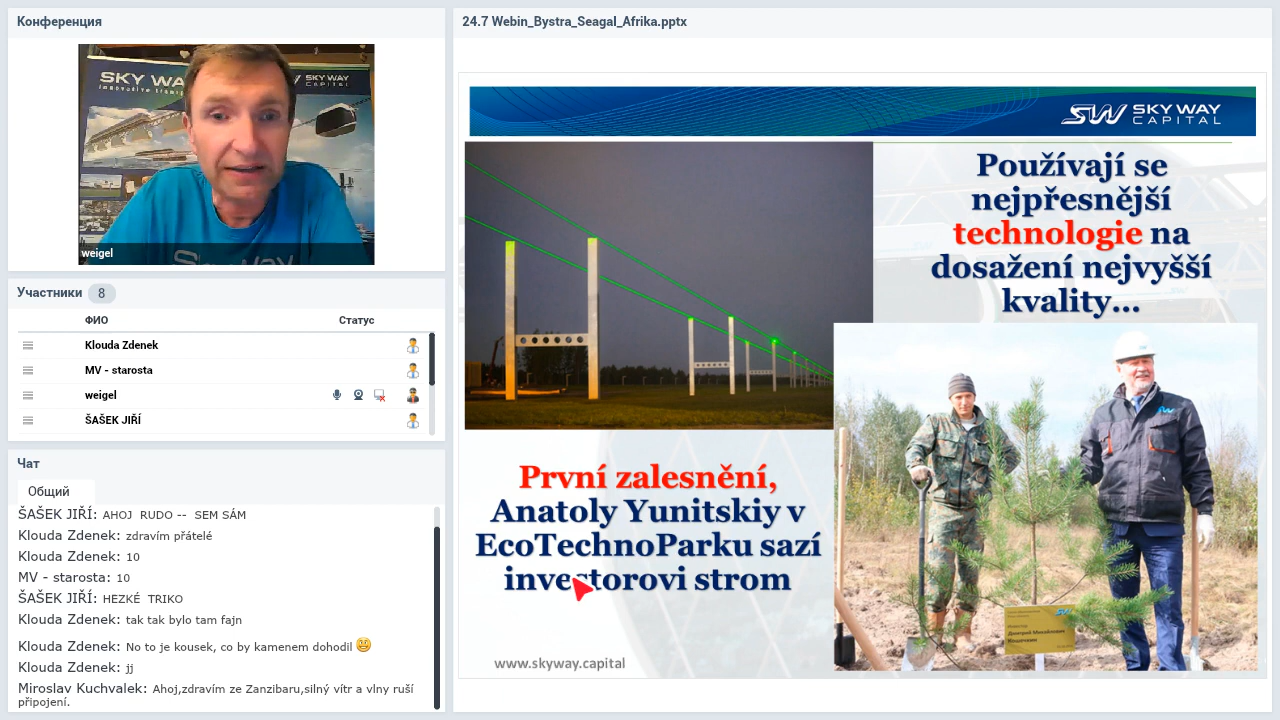 Конференция
SKY WA
SKY WAY
CAPITAL
weigel
Участники 8
ФИО Статус
Klouda Zdenek
MV - starosta
weigel
ŠAŠEK JIŘÍ
Чат
Общий
ŠAŠEK JIŘÍ: AHOJ RUDO -- SEM SÁM
Klouda Zdenek: zdravím přátelé
Klouda Zdenek: 10
MV - starosta: 10
ŠAŠEK JIŘÍ: HEZKÉ TRIKO
Klouda Zdenek: tak tak bylo tam fajn
Klouda Zdenek: No to je kousek, co by kamenem dohodil
Klouda Zdenek: jj
Miroslav Kuchvalek: Ahoj,zdravím ze Zanzibaru,silný vítr a vlny ruší
připojení.
24.7 Webin_Bystra_Seagal_Afrika.pptx
SW SKY WAY
CAPITAL
Používají se
nejpřesnější
technologie na
dosažení nejvyšší
kvality...
První zalesnění,
Anatoly Yunitskiy v
EcoTechnoParku sazí
investorovi strom
www.skyway.capital